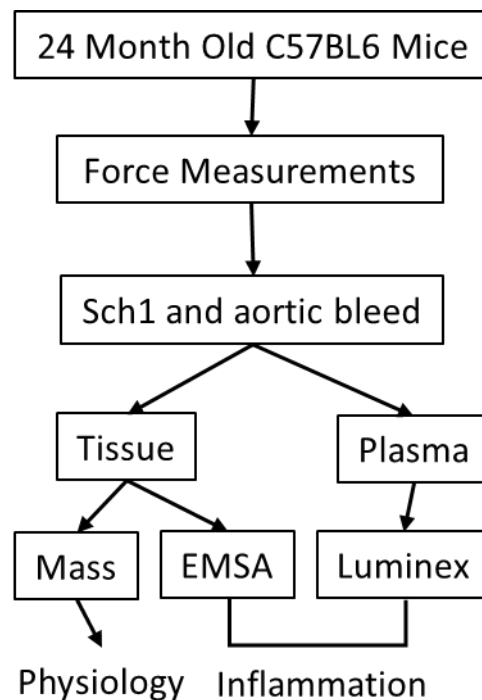 24 Month Old C57BL6 Mice
Force Measurements
Sch1 and aortic bleed
Tissue
Plasma
Mass
EMSA
Luminex
Physiology
Inflammation